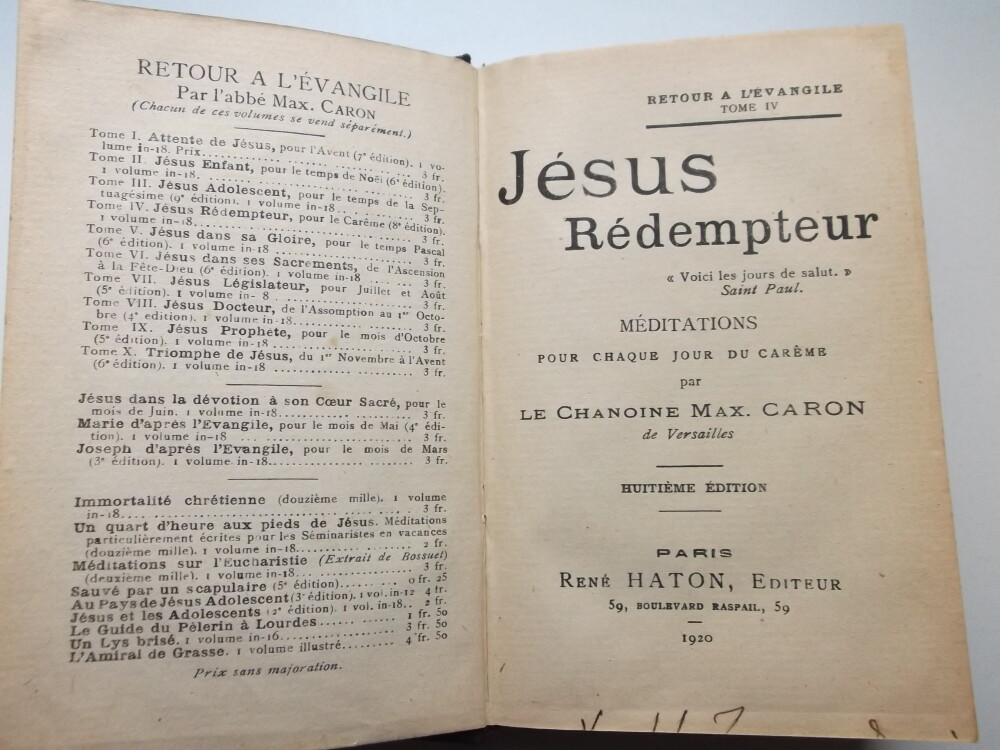 RETOUR A L'ÉVANGILE
Par l'abbé Max. CARON
(Chacun de ces volumes se vend séparément.)
Tome I. Attente de Jésus, pour l'Avent (7e édition). 1 vo-
lume in-18. Prix.................... 3 fr.
Tome II. Jésus Enfant, pour le temps de Noël (6e édition).
1 volume in-18.................... 3 fr.
Tome III. Jésus Adolescent, pour le temps de la Sep-
tuagésime (9e édition). 1 volume in-18.......... 3 fr.
Tome IV. Jésus Rédempteur, pour le Carême (8e édition).
1 volume in-18.................... 3 fr.
Tome V. Jésus dans sa Gloire, pour le temps Pascal
(6e édition). 1 volume in-18 .......... 3 fr.
Tome VI. Jésus dans ses Sacrements, de l'Ascension
à la Fête-Dieu (6e édition). 1 volume in-18 ....... 3 fr.
Tome VII. Jésus Législateur, pour Juillet et Août
(5e édition). 1 volume in- 8 .......... 3 fr.
Tome VIII. Jésus Docteur, de l'Assomption au 1er Octo-
bre (4e édition). 1 volume in-18.......... 3 fr.
Tome IX. Jésus Prophete, pour le mois d'Octobre
(5e édition). 1 volume in-18 .......... 3 fr.
Tome X. Triomphe de Jésus, du 1er Novembre à l'Avent
(6e édition). 1 volume in-18 .......... 3 fr.
Jésus dans la dévotion à son Cœur Sacré, pour le
mois de Juin. 1 volume in-18.......... 3 fr.
Marie d'après l'Evangile, pour le mois de Mai (4e édi-
tion). 1 volume in-18 .......... 3 fr.
Joseph d'après l'Evangile, pour le mois de Mars
(3e édition). 1 volume in-18.......... 3 fr.
Immortalité chrétienne (douzième mille). 1 volume
in-18.................... 3 fr.
Un quart d'heure aux pieds de Jésus. Méditations
particulièrement écrites pour les Séminaristes en vacances
(douzième mille). 1 volume in-18.......... 2 fr.
Méditations sur l'Eucharistie (Extrait de Bossuet)
(deuxième mille). 1 volume in-18.......... 3 fr.
Sauvé par un scapulaire (5e édition)....... 0 fr. 25
Au Pays de Jésus Adolescent (3e édition). 1 vol. in-12 4 fr.
Jésus et les Adolescents (2e édition). 1 vol. in-18.. 2 fr.
Le Guide du Pèlerin à Lourdes.......... 1 fr. 50
Un Lys brisé. 1 volume in-16.......... 3 fr. 50
L'Amiral de Grasse. 1 volume illustré.......... 4 fr. 50
Prix sans majoration.
RETOUR A L'ÉVANGILE
TOME IV
Jésus
Rédempteur
« Voici les jours de salut. »
Saint Paul.
MÉDITATIONS
POUR CHAQUE JOUR DU CARÊME
par
LE CHANOINE MAX. CARON
de Versailles
HUITIÈME ÉDITION
PARIS
RENÉ HATON, EDITEUR
59, BOULEVARD RASPAIL, 59
1920